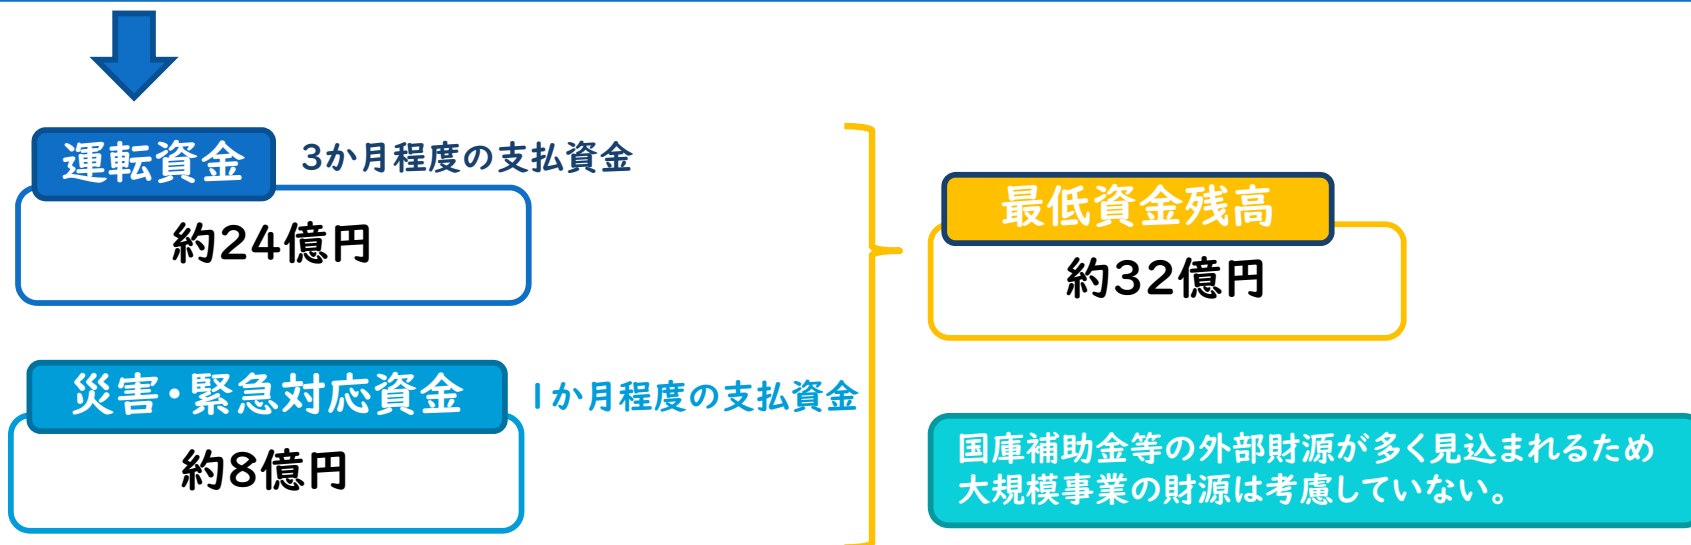 運転資金
3か月程度の支払資金
約24億円
災害・緊急対応資金
1か月程度の支払資金
約8億円
最低資金残高
約32億円
国庫補助金等の外部財源が多く見込まれるため
大規模事業の財源は考慮していない。